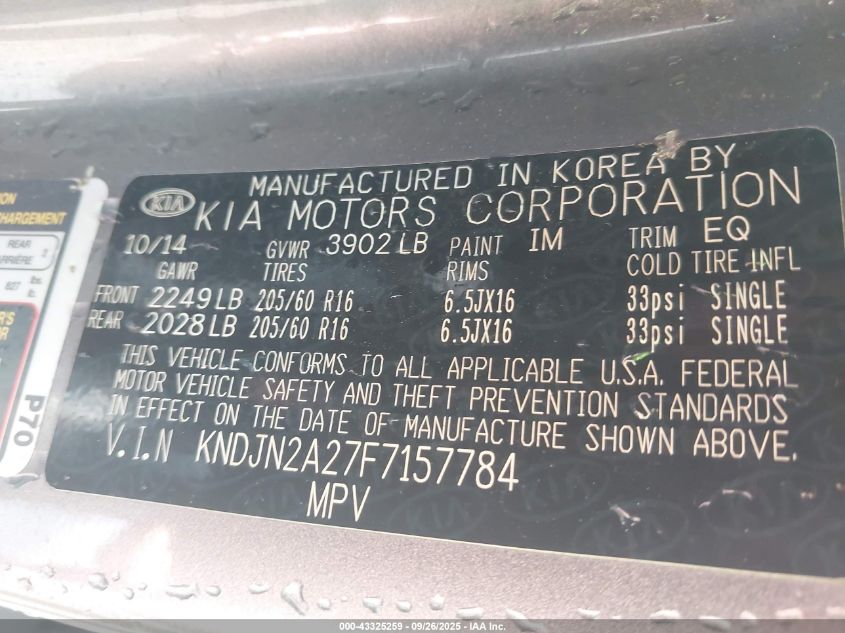 MANUFACTURED IN KOREA BY
KIA KIA MOTORS CORPORATION
10/14 GVWR 3902 LB PAINT IM TRIM EQ
GAWR TIRES RIMS COLD TIRE INFL
FRONT 2249 LB 205/60 R16 6.5JX16 33psi SINGLE
REAR 2028 LB 205/60 R16 6.5JX16 33psi SINGLE
THIS VEHICLE CONFORMS TO ALL APPLICABLE U.S.A. FEDERAL
MOTOR VEHICLE SAFETY AND THEFT PREVENTION STANDARDS
IN EFFECT ON THE DATE OF MANUFACTURE SHOWN ABOVE.
V.I.N KNDJN2A27F7157784
MPV
REAR 2
827 lb.
P70
000-43325259 - 09/26/2025 - IAA Inc.